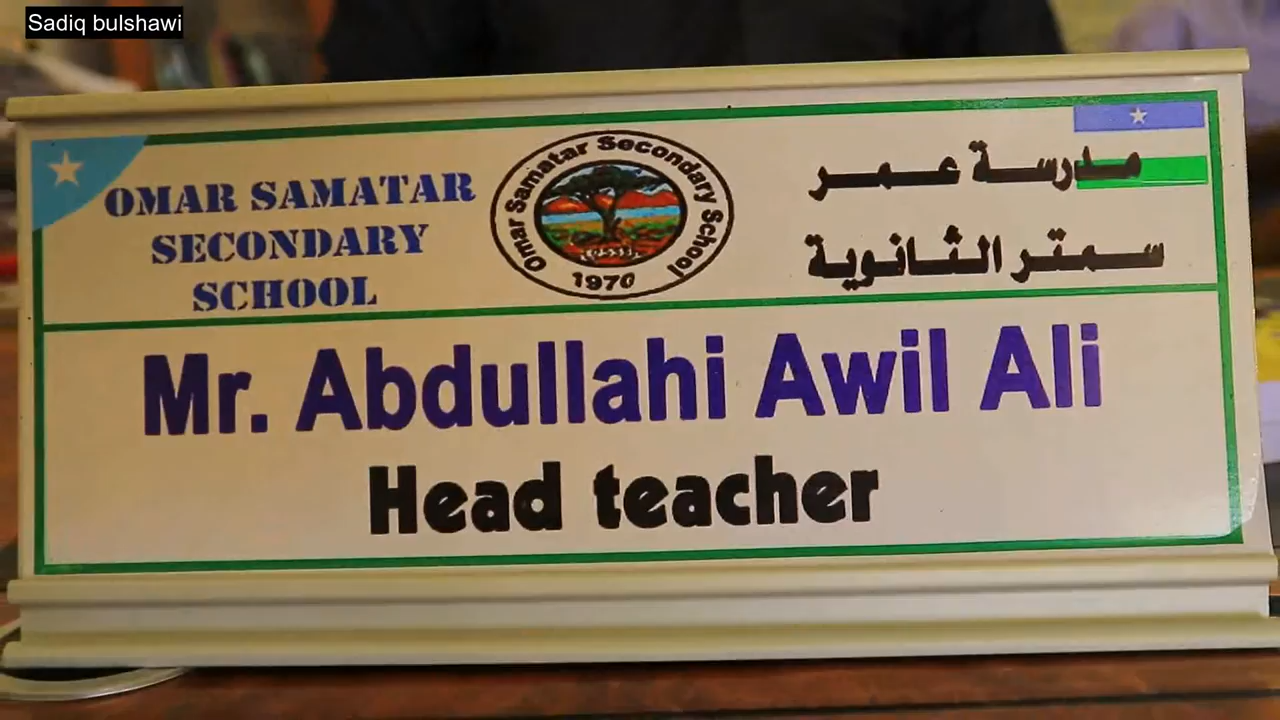 Sadiq bulshawi
OMAR SAMATAR
SECONDARY
SCHOOL
Omar Samatar Secondary School
1970
مدرسة عمر
سمتر الثانوية
Mr. Abdullahi Awil Ali
Head teacher